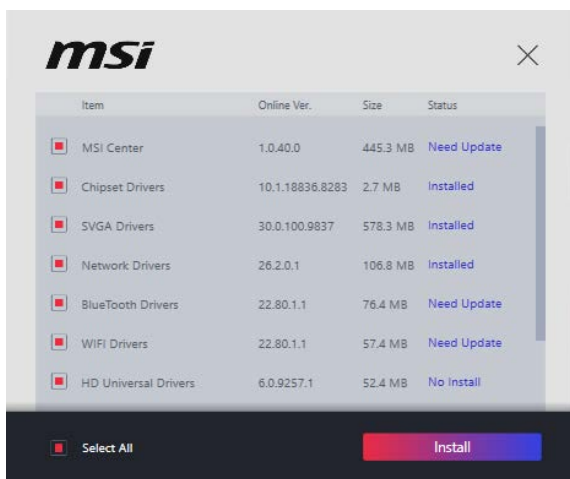 msi
Item Online Ver. Size Status
MSI Center 1.0.40.0 445.3 MB Need Update
Chipset Drivers 10.1.18836.8283 2.7 MB Installed
SVGA Drivers 30.0.100.9837 578.3 MB Installed
Network Drivers 26.2.0.1 106.8 MB Installed
BlueTooth Drivers 22.80.1.1 76.4 MB Need Update
WIFI Drivers 22.80.1.1 57.4 MB Need Update
HD Universal Drivers 6.0.9257.1 52.4 MB No Install
Select All Install